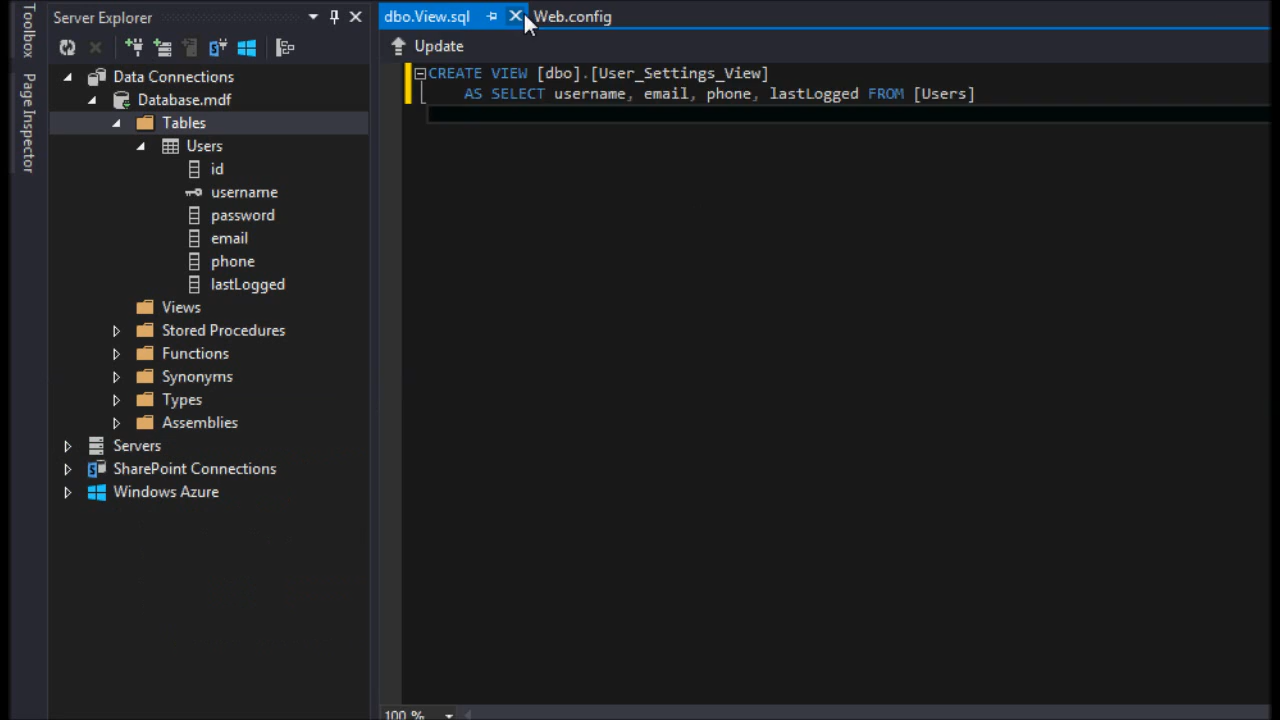 Toolbox
Page Inspector
Server Explorer
Data Connections
Database.mdf
Tables
Users
id
username
password
email
phone
lastLogged
Views
Stored Procedures
Functions
Synonyms
Types
Assemblies
Servers
SharePoint Connections
Windows Azure
dbo.View.sql
Web.config
Update
CREATE VIEW [dbo].[User_Settings_View]
AS SELECT username, email, phone, lastLogged FROM [Users]
100 %